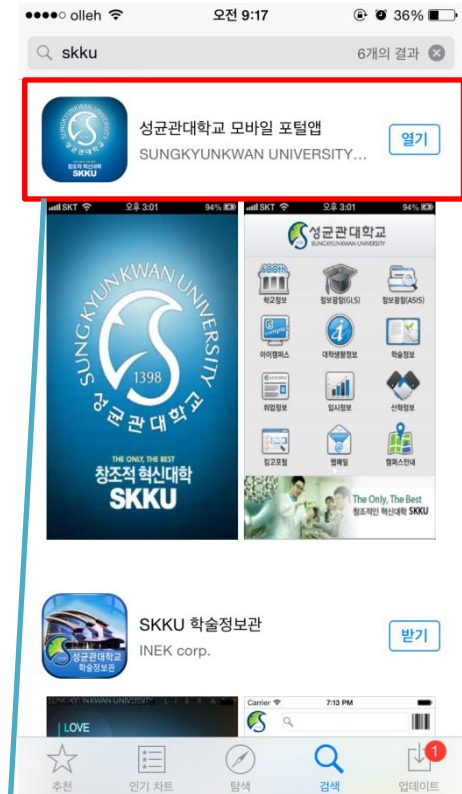 olleh 오전 9:17 36%
skku 6개의 결과
성균관대학교 모바일 포털앱
열기
SUNGKYUNKWAN UNIVERSITY…
SKKU
SKT 오후 3:01 94%
SUNGKYUNKWAN UNIVERSITY
1398
성균관대학교
THE ONLY, THE BEST
창조적 혁신대학
SKKU
SKT 오후 3:01 94%
성균관대학교
SUNGKYUNKWAN UNIVERSITY
학교정보 정보광장(GLS) 정보광장(ASIS)
아이캠퍼스 대학생활정보 학술정보
취업정보 입시정보 산학정보
킹고포털 웹메일 캠퍼스안내
The Only, The Best
창조적인 혁신대학 SKKU
성균관대학교
학술정보관
SKKU 학술정보관
받기
INEK corp.
LOVE
Carrier 7:13 PM
1
추천 인기 차트 탐색 검색 업데이트